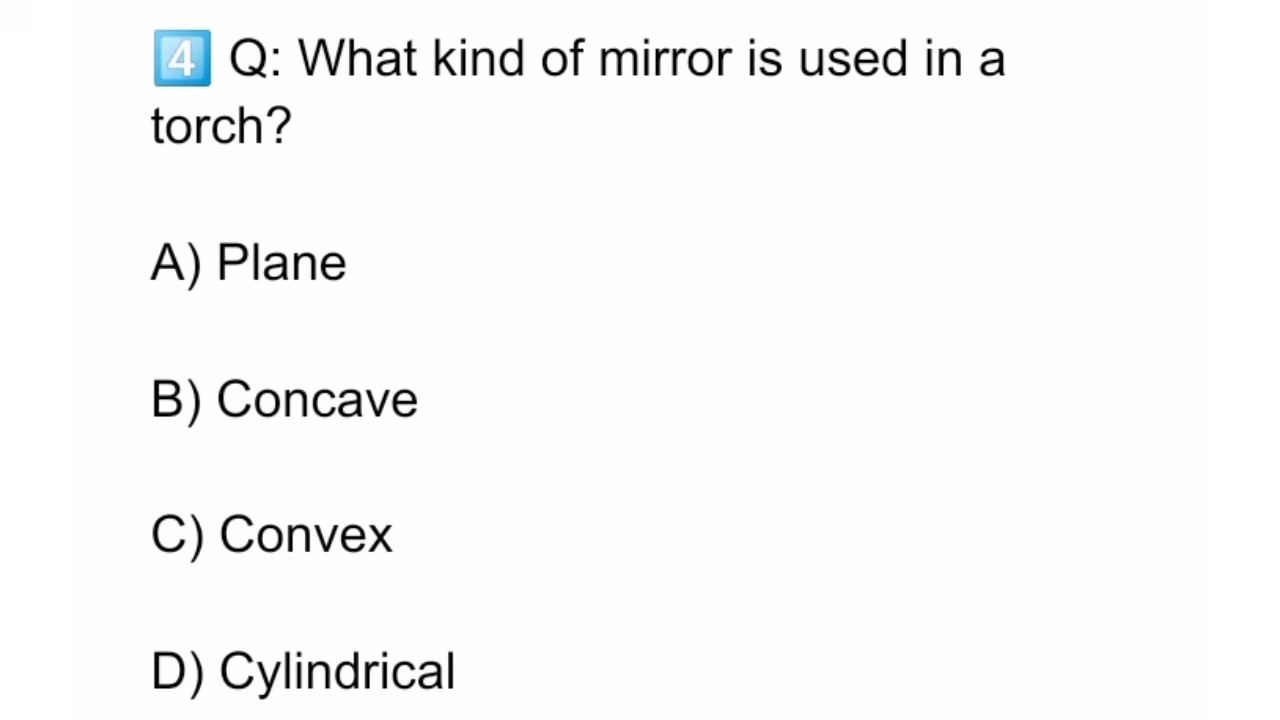 4️⃣ Q: What kind of mirror is used in a
torch?
A) Plane
B) Concave
C) Convex
D) Cylindrical